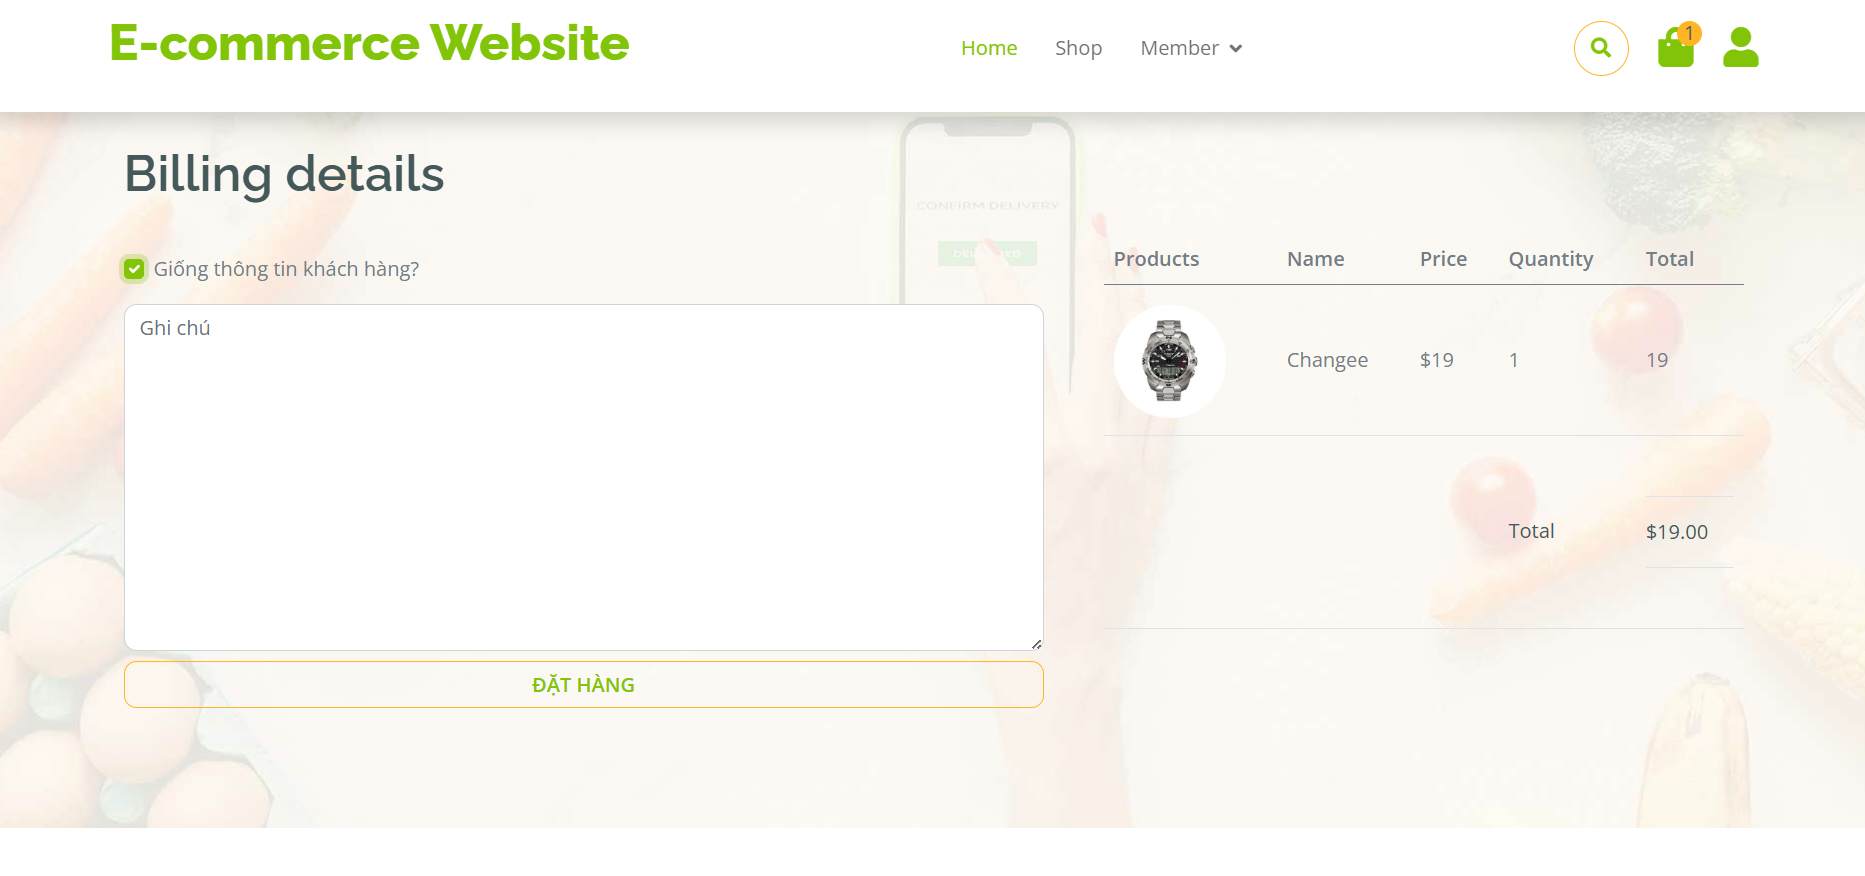 E-commerce Website
Home Shop Member
1
Billing details
CONFIRM DELIVERY
Giống thông tin khách hàng?
Ghi chú
ĐẶT HÀNG
Products Name Price Quantity Total
Changee $19 1 19
Total $19.00